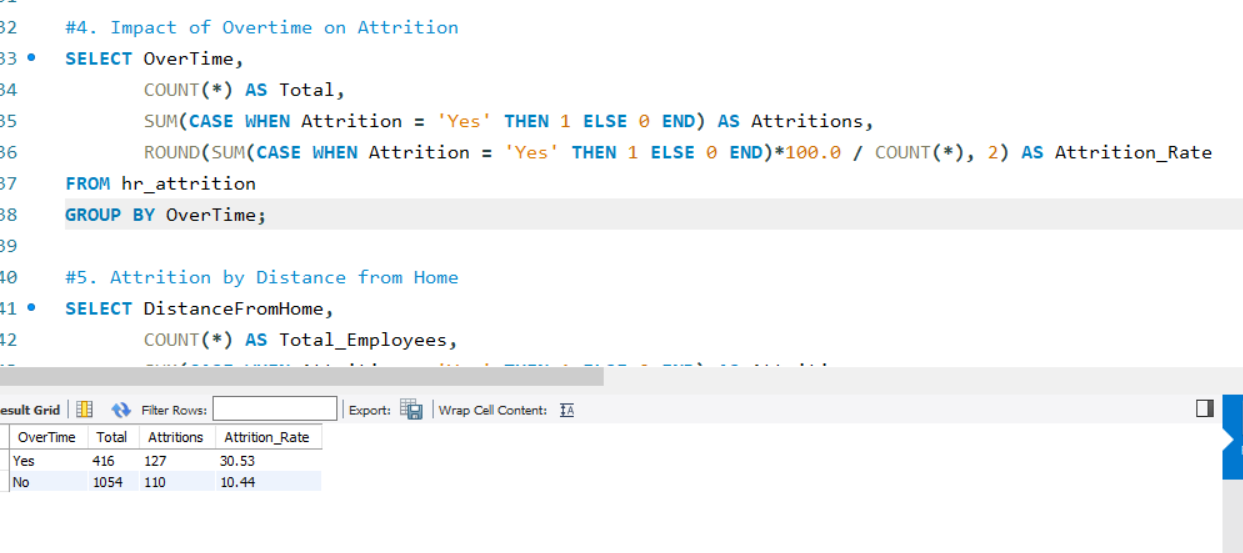 32 #4. Impact of Overtime on Attrition
33 SELECT OverTime,
34 COUNT(*) AS Total,
35 SUM(CASE WHEN Attrition = 'Yes' THEN 1 ELSE 0 END) AS Attritions,
36 ROUND(SUM(CASE WHEN Attrition = 'Yes' THEN 1 ELSE 0 END)*100.0 / COUNT(*), 2) AS Attrition_Rate
37 FROM hr_attrition
38 GROUP BY OverTime;
39
40 #5. Attrition by Distance from Home
41 SELECT DistanceFromHome,
42 COUNT(*) AS Total_Employees,
esult Grid Filter Rows: Export: Wrap Cell Content:
OverTime Total Attritions Attrition_Rate
Yes 416 127 30.53
No 1054 110 10.44